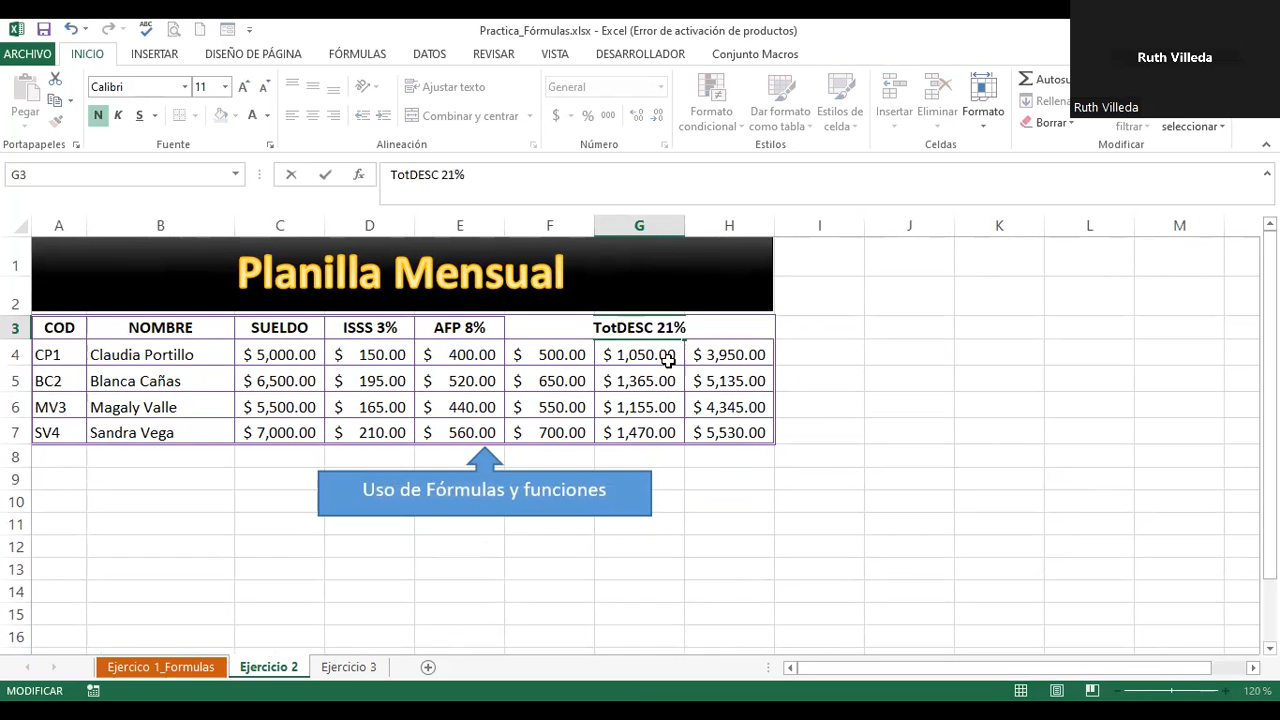 Practica_Fórmulas.xlsx - Excel (Error de activación de productos)
Ruth Villeda
Ruth Villeda
ARCHIVO INICIO INSERTAR DISEÑO DE PÁGINA FÓRMULAS DATOS REVISAR VISTA DESARROLLADOR Conjunto Macros
Pegar
Calibri 11
N K S
A A
A
Ajustar texto
Combinar y centrar
General
$ % 000
Formato condicional
Dar formato como tabla
Estilos de celda
Insertar Eliminar Formato
Autosu
Rellena
Borrar
filtrar seleccionar
Portapapeles Fuente Alineación Número Estilos Celdas Modificar
G3 fx TotDESC 21%
A B C D E F G H I J K L M
1 Planilla Mensual
2
3 COD NOMBRE SUELDO ISSS 3% AFP 8% TotDESC 21%
4 CP1 Claudia Portillo $ 5,000.00 $ 150.00 $ 400.00 $ 500.00 $ 1,050.00 $ 3,950.00
5 BC2 Blanca Cañas $ 6,500.00 $ 195.00 $ 520.00 $ 650.00 $ 1,365.00 $ 5,135.00
6 MV3 Magaly Valle $ 5,500.00 $ 165.00 $ 440.00 $ 550.00 $ 1,155.00 $ 4,345.00
7 SV4 Sandra Vega $ 7,000.00 $ 210.00 $ 560.00 $ 700.00 $ 1,470.00 $ 5,530.00
8
9
10
Uso de Fórmulas y funciones
11
12
13
14
15
16
Ejercico 1_Formulas Ejercicio 2 Ejercicio 3
MODIFICAR 120 %